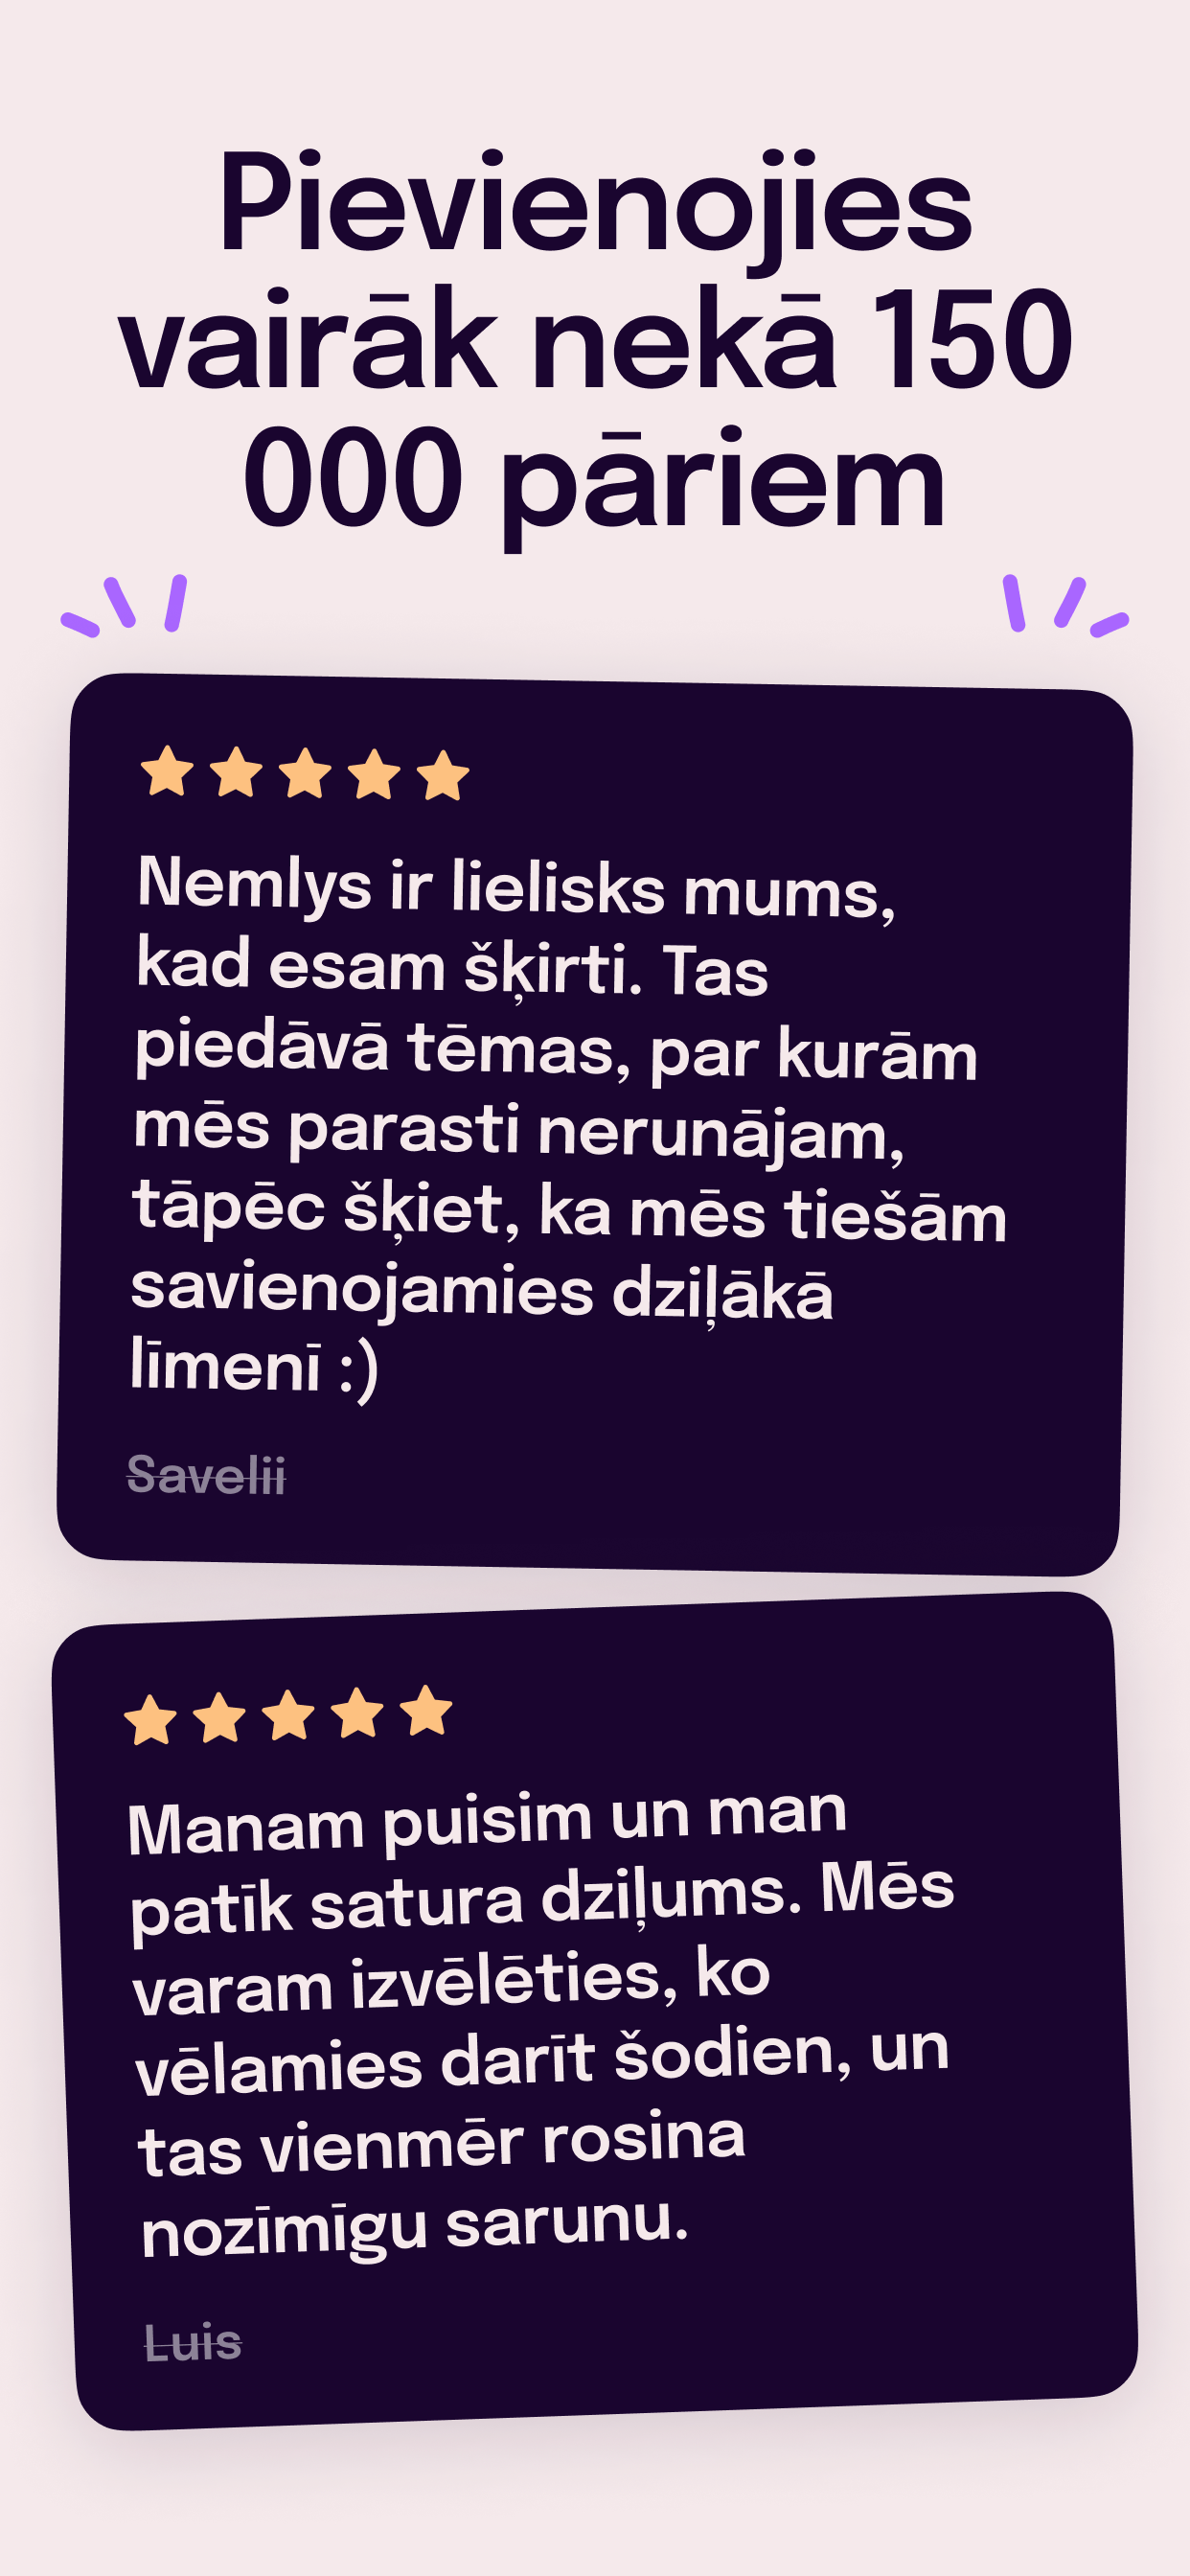 Pievienojies
vairāk nekā 150
000 pāriem
Nemlys ir lielisks mums,
kad esam šķirti. Tas
piedāvā tēmas, par kurām
mēs parasti nerunājam,
tāpēc šķiet, ka mēs tiešām
savienojamies dziļākā
līmenī :)
Savelii
Manam puisim un man
patīk satura dziļums. Mēs
varam izvēlēties, ko
vēlamies darīt šodien, un
tas vienmēr rosina
nozīmīgu sarunu.
Luis